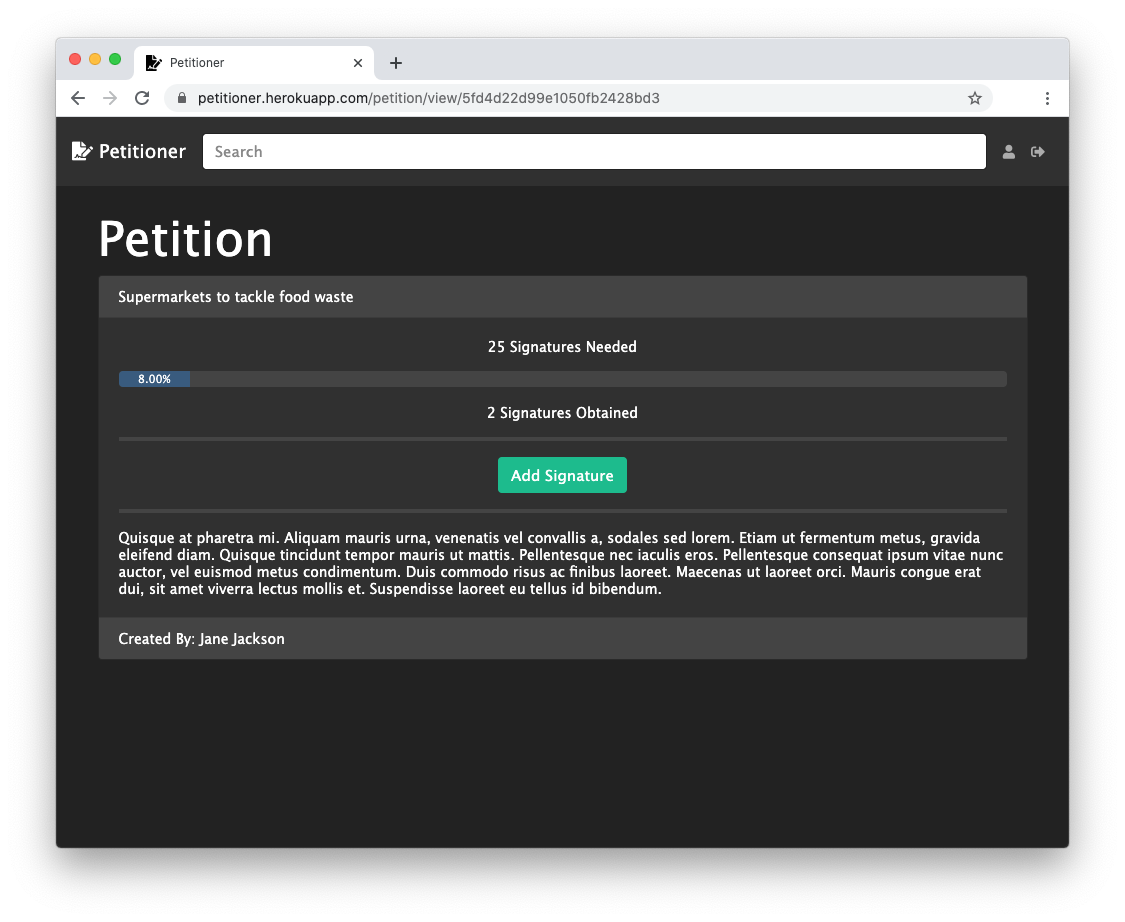 Petitioner
petitioner.herokuapp.com/petition/view/5fd4d22d99e1050fb2428bd3
Petitioner
Search
Petition
Supermarkets to tackle food waste
25 Signatures Needed
8.00%
2 Signatures Obtained
Add Signature
Quisque at pharetra mi. Aliquam mauris urna, venenatis vel convallis a, sodales sed lorem. Etiam ut fermentum metus, gravida
eleifend diam. Quisque tincidunt tempor mauris ut mattis. Pellentesque nec iaculis eros. Pellentesque consequat ipsum vitae nunc
auctor, vel euismod metus condimentum. Duis commodo risus ac finibus laoreet. Maecenas ut laoreet orci. Mauris congue erat
dui, sit amet viverra lectus mollis et. Suspendisse laoreet eu tellus id bibendum.
Created By: Jane Jackson